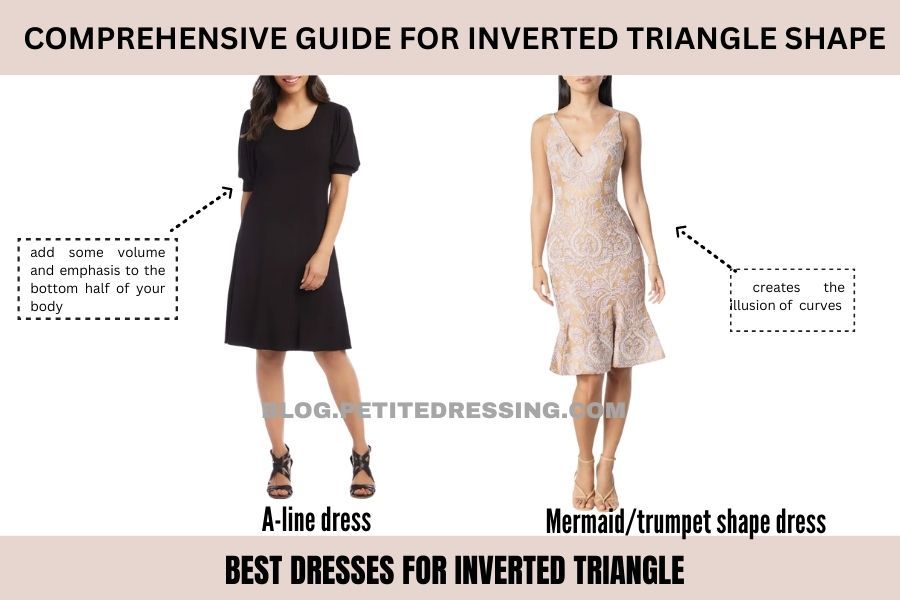 COMPREHENSIVE GUIDE FOR INVERTED TRIANGLE SHAPE
add some volume
and emphasis to the
bottom half of your
body
creates the
illusion of curves
BLOG.PETITEDRESSING.COM
A-line dress
Mermaid/trumpet shape dress
BEST DRESSES FOR INVERTED TRIANGLE